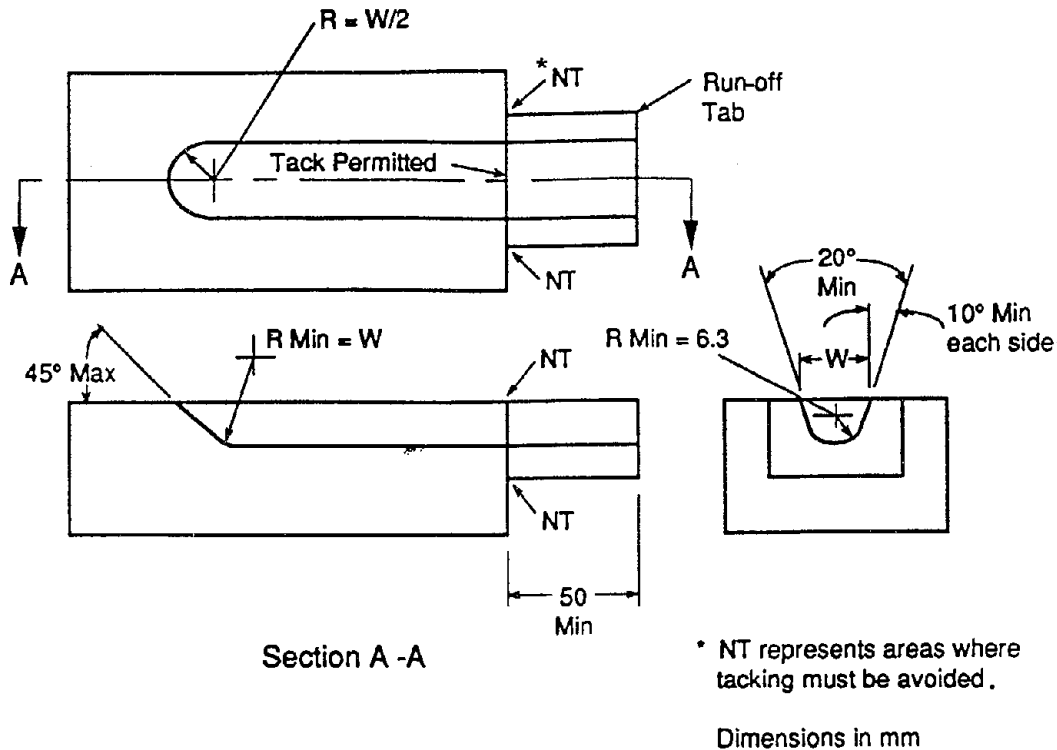 R = W/2
* NT
Run-off
Tab
Tack Permitted
A
A
NT
20°
Min
10° Min
each side
R Min = W
NT
R Min = 6.3
W
45° Max
NT
50
Min
Section A -A
* NT represents areas where
tacking must be avoided.
Dimensions in mm